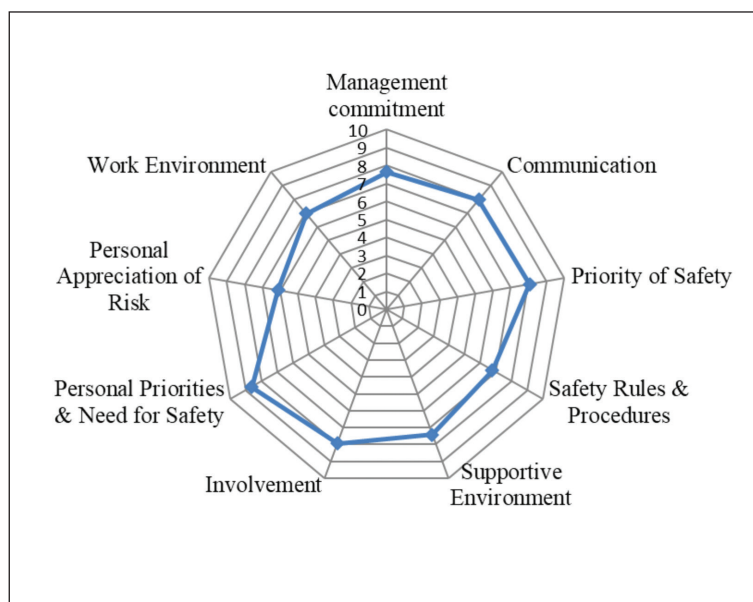 Management
commitment
Communication
Priority of Safety
Safety Rules &
Procedures
Supportive
Environment
Involvement
Personal Priorities
& Need for Safety
Personal
Appreciation of
Risk
Work Environment
10
9
8
7
6
5
4
3
2
1
0